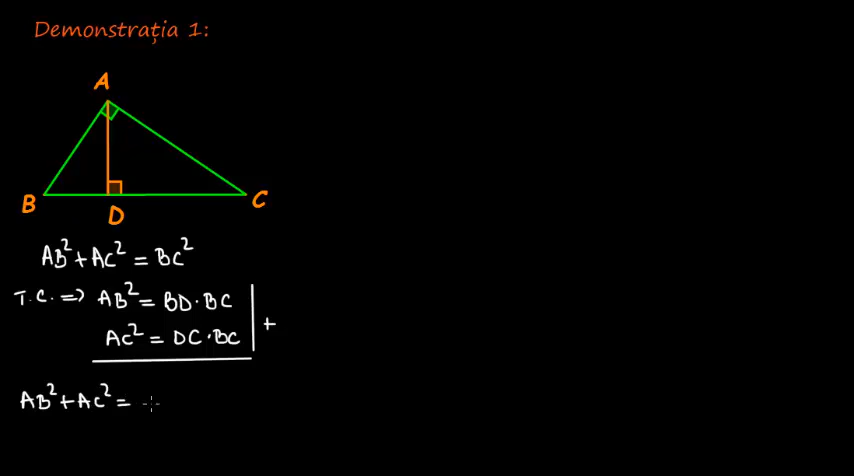 Demonstrația 1:
A
B
D
C
AB²+AC²=BC²
T.C. => AB²=BD·BC
AC²=DC·BC
+
AB²+AC²=